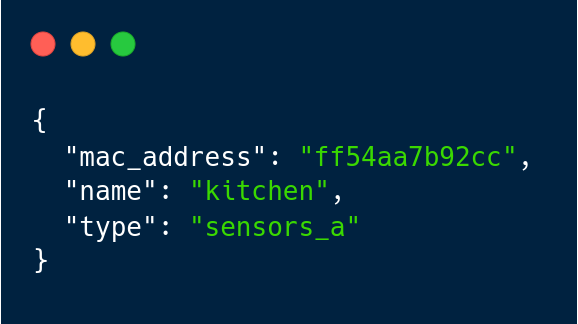 {
  "mac_address": "ff54aa7b92cc",
  "name": "kitchen",
  "type": "sensors_a"
}